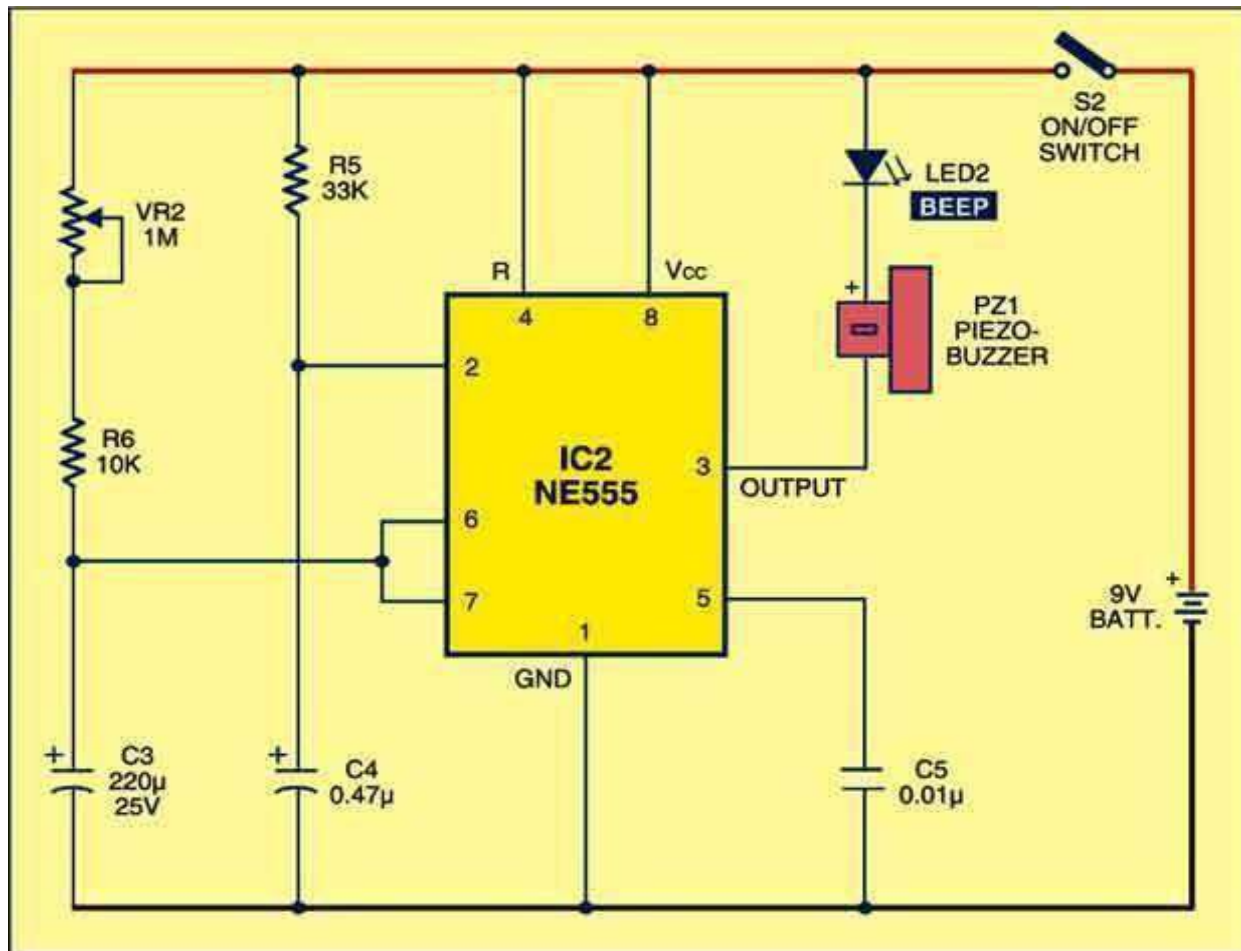 S2
ON/OFF
SWITCH
R5
33K
LED2
BEEP
VR2
1M
R
Vcc
4
8
+
PZ1
PIEZO-
BUZZER
2
R6
10K
IC2
NE555
3
OUTPUT
6
7
5
+
9V
BATT.
1
GND
+
C3
220µ
25V
+
C4
0.47µ
C5
0.01µ